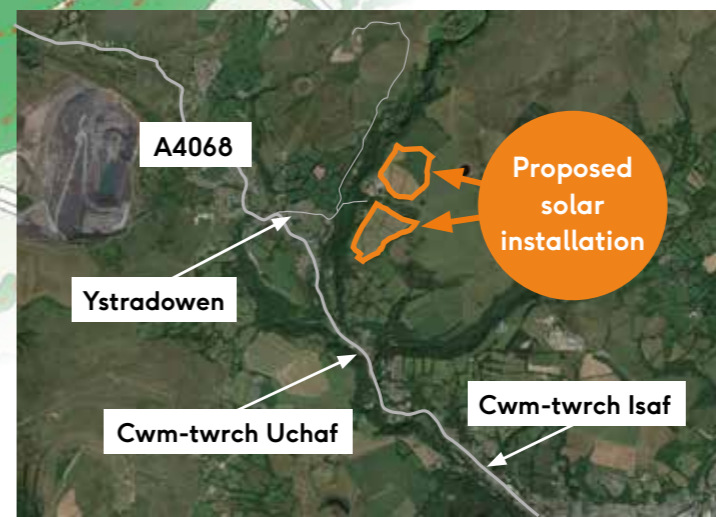 A4068
Proposed
solar
installation
Ystradowen
Cwm-twrch Uchaf
Cwm-twrch Isaf